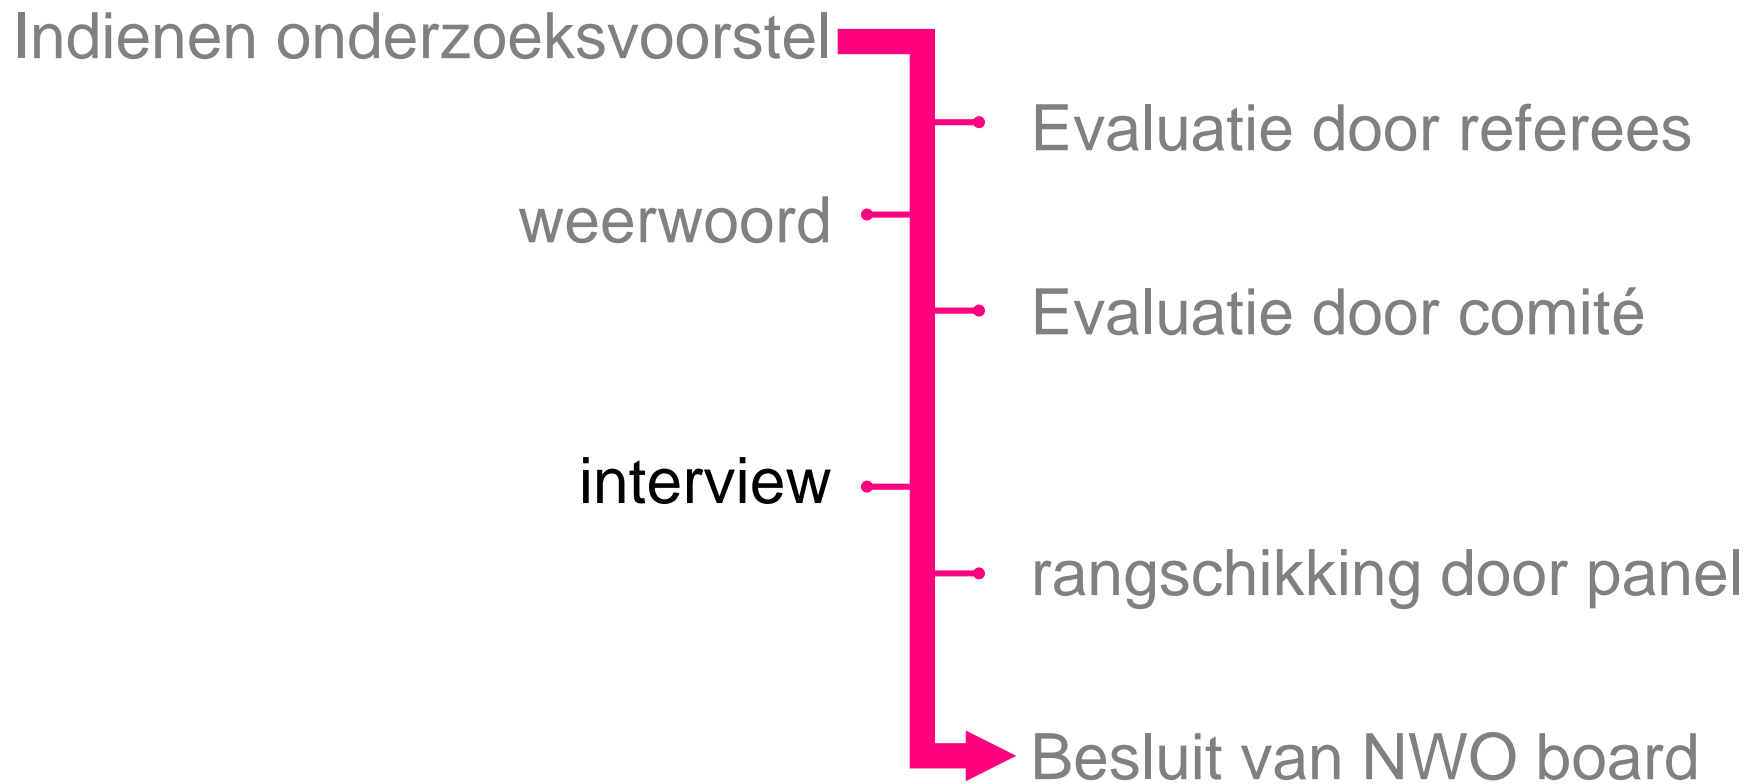 Indienen onderzoeksvoorstel
Evaluatie door referees
weerwoord
Evaluatie door comité
interview
rangschikking door panel
Besluit van NWO board